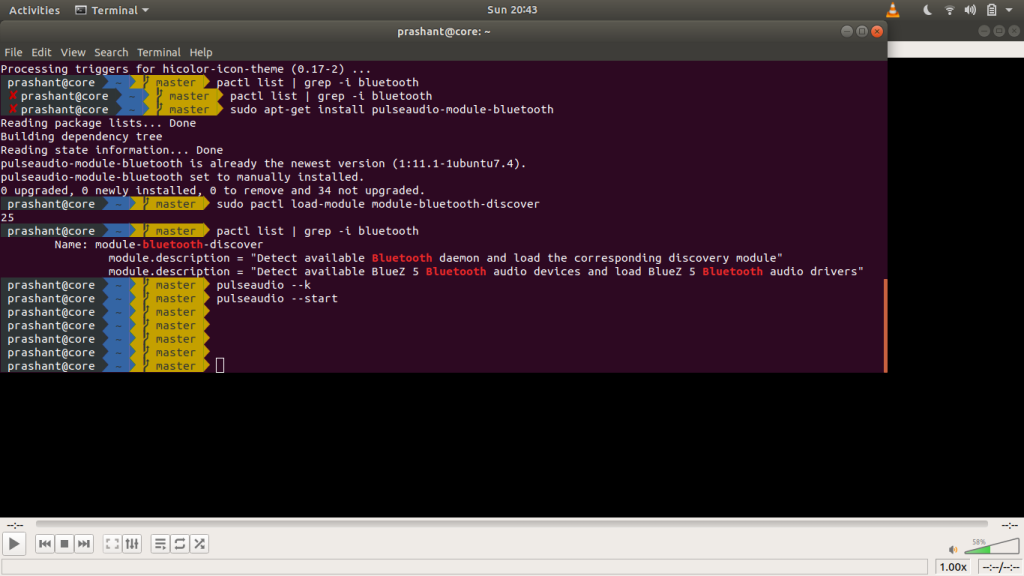 Activities Terminal Sun 20:43
prashant@core: ~
File Edit View Search Terminal Help
Processing triggers for hicolor-icon-theme (0.17-2) ...
prashant@core ~ master pactl list | grep -i bluetooth
✘ prashant@core ~ master pactl list | grep -i bluetooth
✘ prashant@core ~ master sudo apt-get install pulseaudio-module-bluetooth
Reading package lists... Done
Building dependency tree
Reading state information... Done
pulseaudio-module-bluetooth is already the newest version (1:11.1-1ubuntu7.4).
pulseaudio-module-bluetooth set to manually installed.
0 upgraded, 0 newly installed, 0 to remove and 34 not upgraded.
prashant@core ~ master sudo pactl load-module module-bluetooth-discover
25
prashant@core ~ master pactl list | grep -i bluetooth
Name: module-bluetooth-discover
module.description = "Detect available Bluetooth daemon and load the corresponding discovery module"
module.description = "Detect available BlueZ 5 Bluetooth audio devices and load BlueZ 5 Bluetooth audio drivers"
prashant@core ~ master pulseaudio --k
prashant@core ~ master pulseaudio --start
prashant@core ~ master
prashant@core ~ master
prashant@core ~ master
prashant@core ~ master
prashant@core ~ master
--:-- --:--
58%
1.00x --:--/--:--